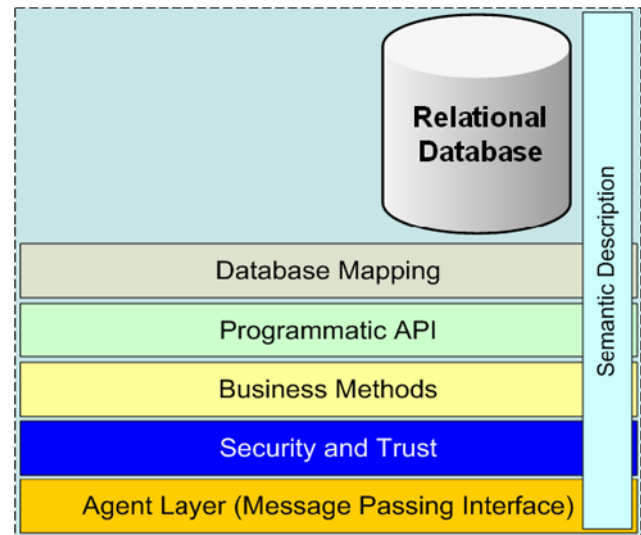 Relational
Database
Semantic Description
Database Mapping
Programmatic API
Business Methods
Security and Trust
Agent Layer (Message Passing Interface)